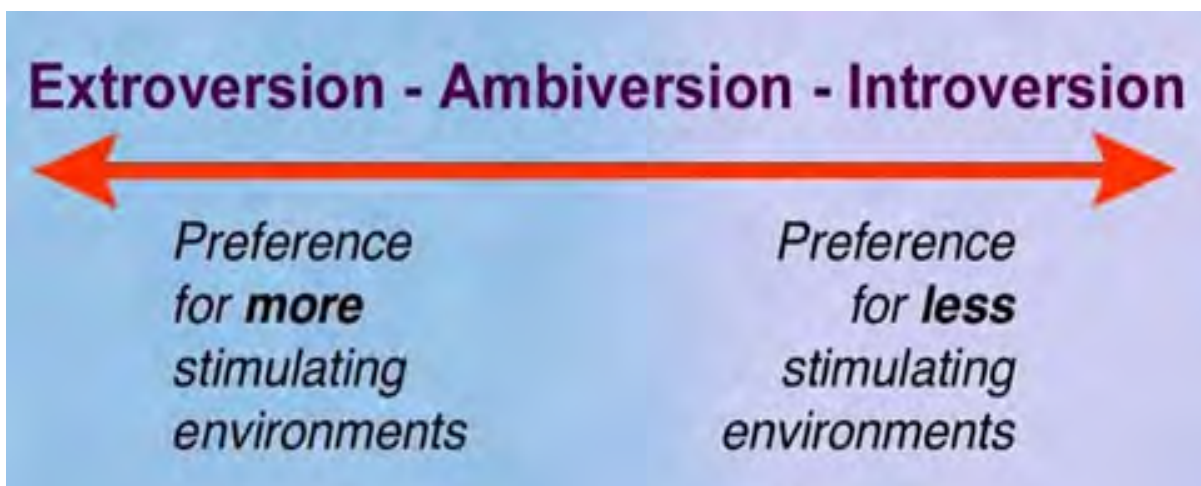 Extroversion - Ambiversion - Introversion
Preference
for more
stimulating
environments
Preference
for less
stimulating
environments